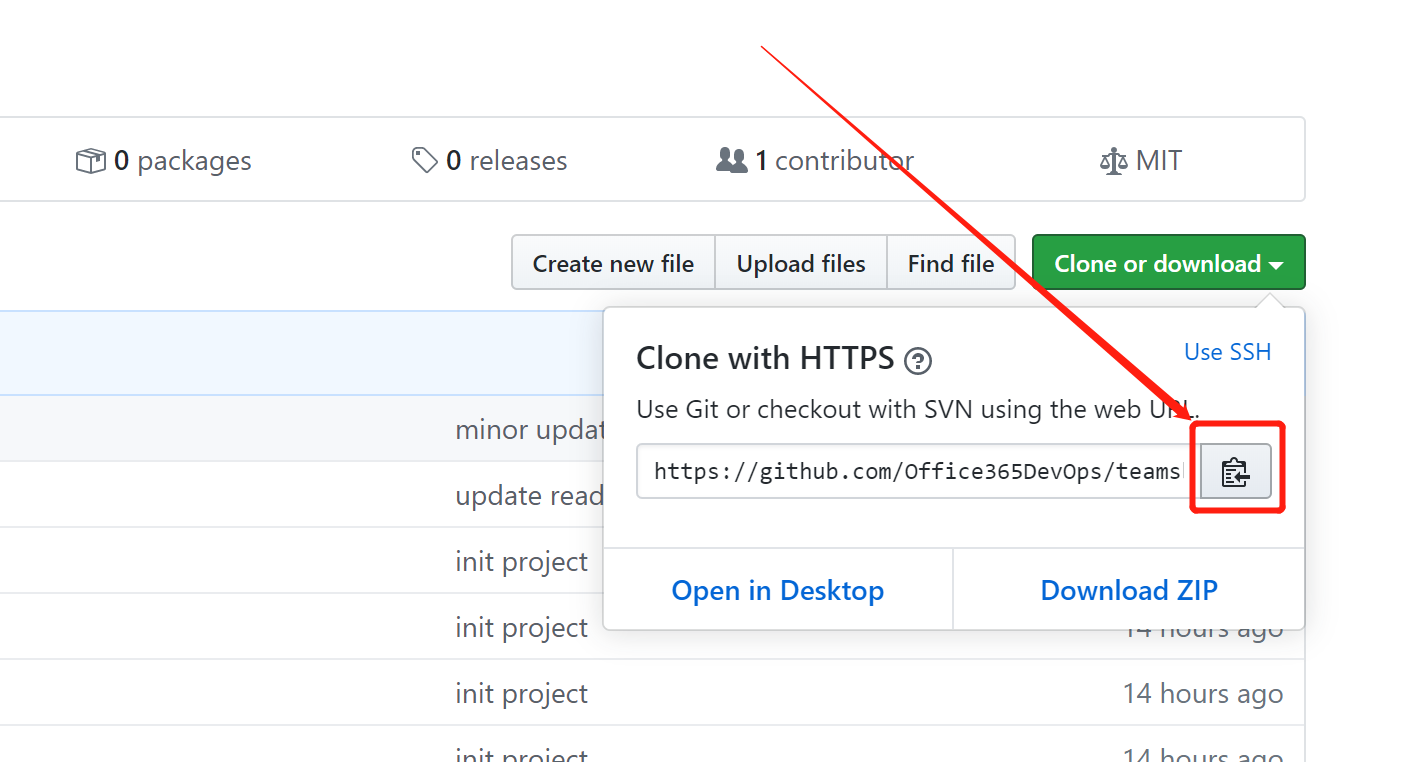 0 packages
0 releases
1 contributor
MIT
Create new file
Upload files
Find file
Clone or download
Clone with HTTPS
Use SSH
Use Git or checkout with SVN using the web URL.
https://github.com/Office365DevOps/teams
Open in Desktop
Download ZIP
minor updat
update read
init project
init project
14 hours ago
init project
14 hours ago
init project
14 hours ago